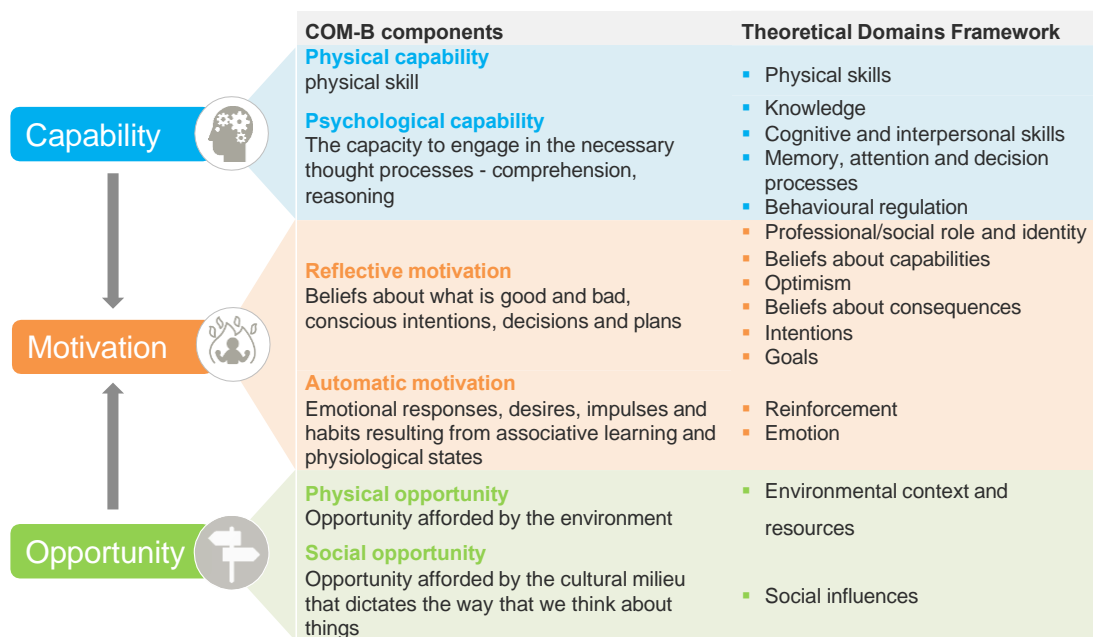 COM-B components
Theoretical Domains Framework
Capability
Physical capability
physical skill
Psychological capability
The capacity to engage in the necessary
thought processes - comprehension,
reasoning
▪ Physical skills
▪ Knowledge
▪ Cognitive and interpersonal skills
▪ Memory, attention and decision
processes
▪ Behavioural regulation
Motivation
Reflective motivation
Beliefs about what is good and bad,
conscious intentions, decisions and plans
▪ Professional/social role and identity
▪ Beliefs about capabilities
▪ Optimism
▪ Beliefs about consequences
▪ Intentions
▪ Goals
Automatic motivation
Emotional responses, desires, impulses and
habits resulting from associative learning and
physiological states
▪ Reinforcement
▪ Emotion
Opportunity
Physical opportunity
Opportunity afforded by the environment
▪ Environmental context and
resources
Social opportunity
Opportunity afforded by the cultural milieu
that dictates the way that we think about
things
▪ Social influences